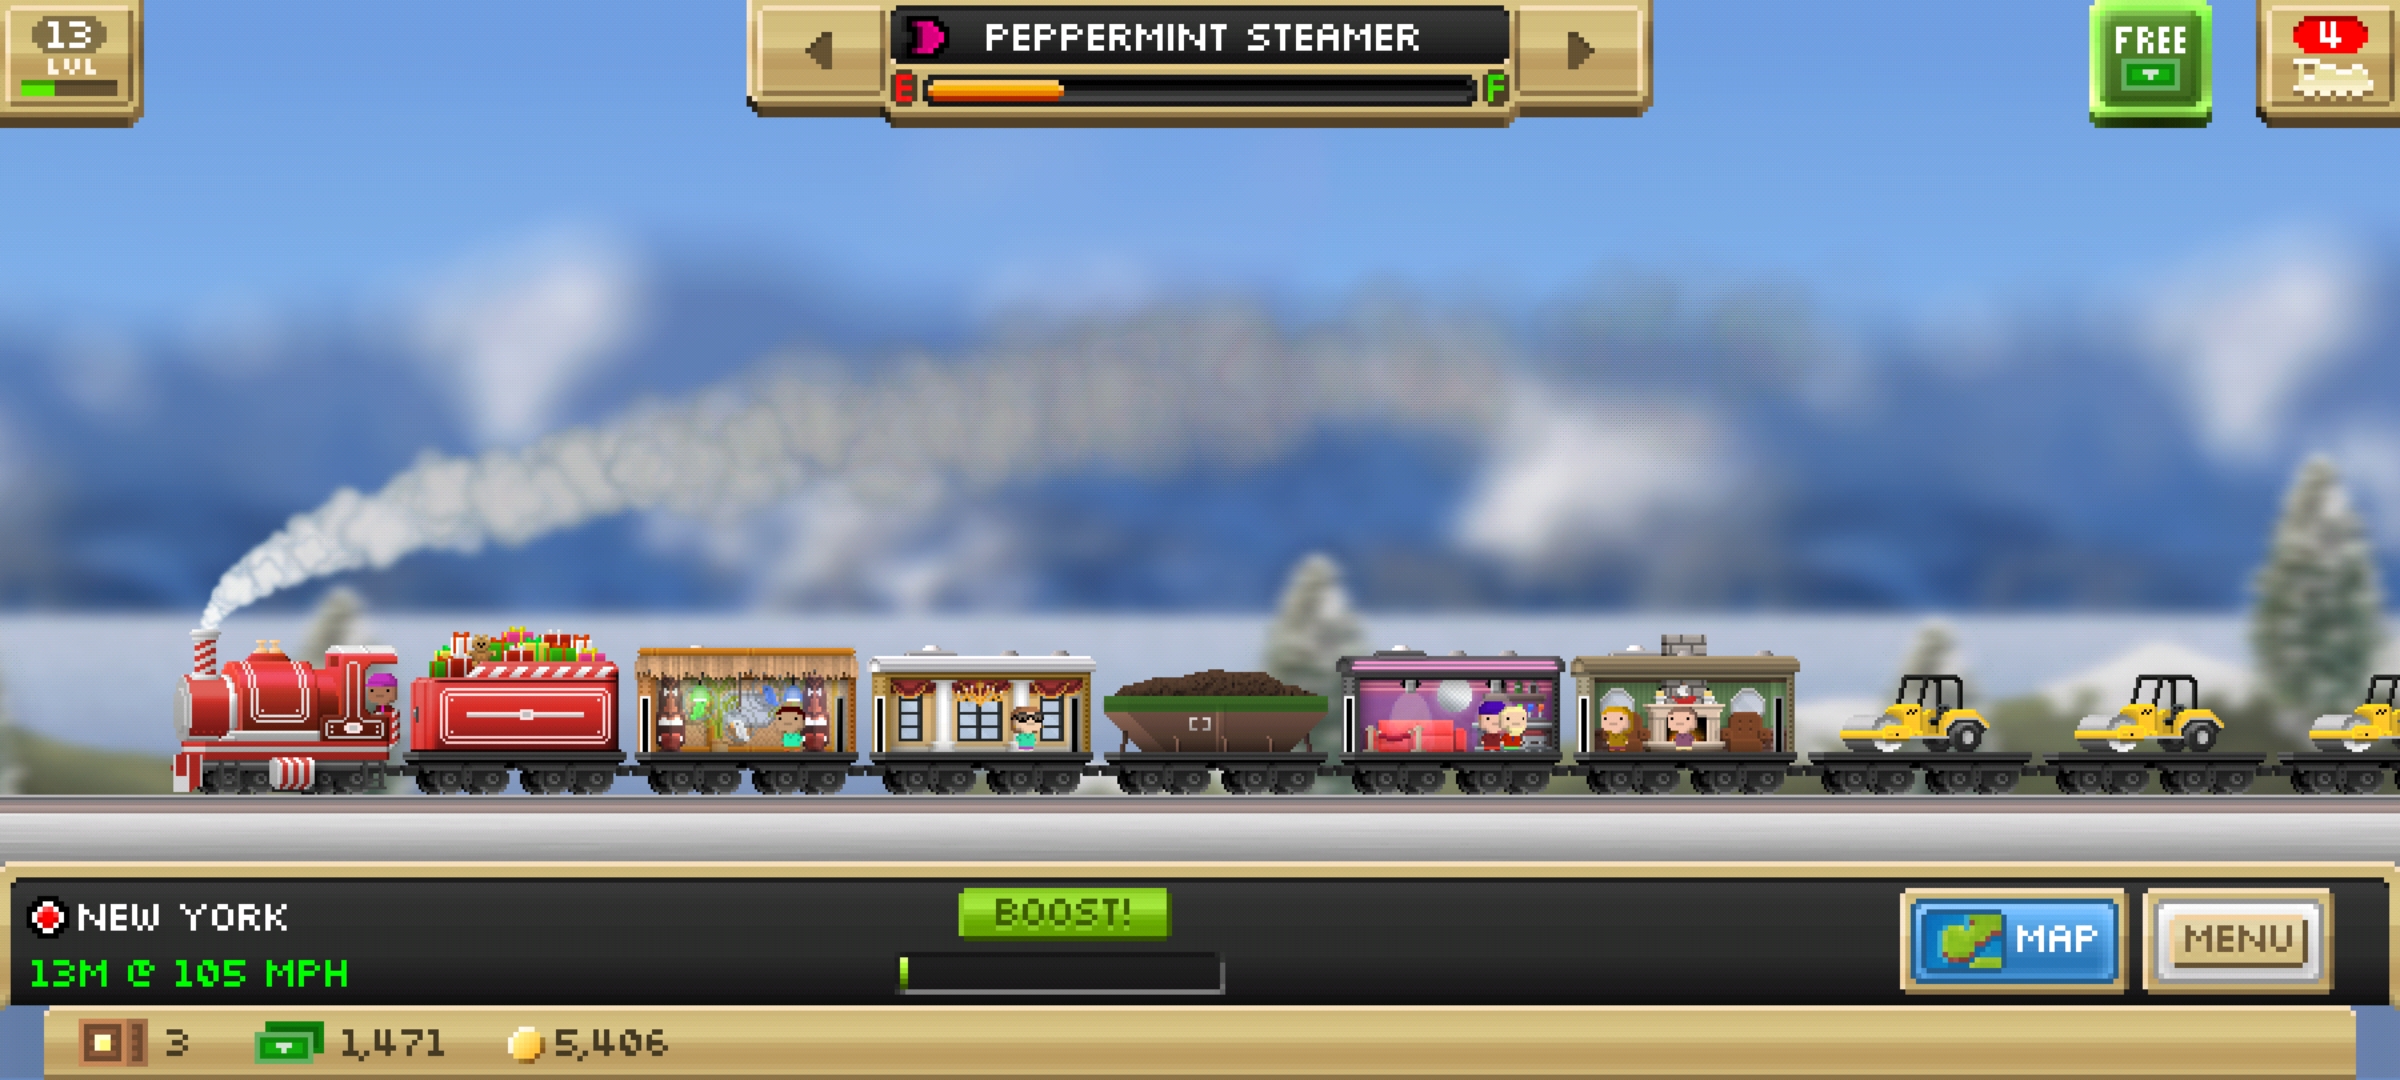 13
LVL
PEPPERMINT STEAMER
E
F
FREE
4
NEW YORK
13M @ 105 MPH
BOOST!
MAP
MENU
3
1,471
5,406